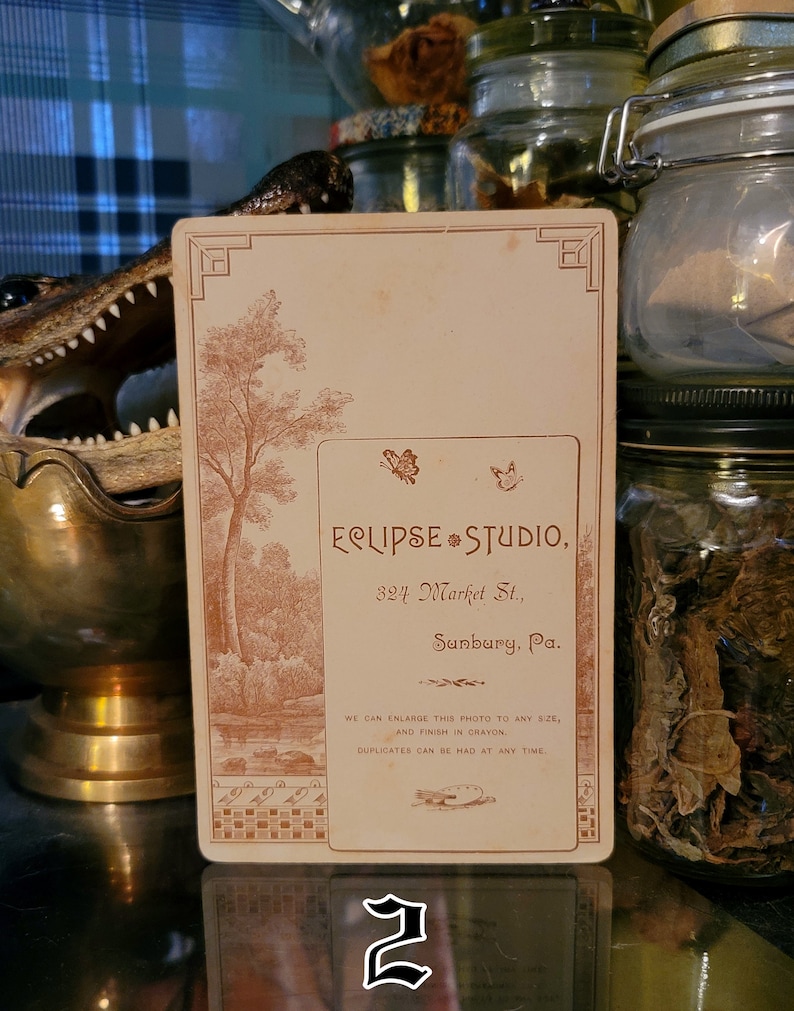 ECLIPSE STUDIO,
324 Market St.,
Sunbury, Pa.
WE CAN ENLARGE THIS PHOTO TO ANY SIZE,
AND FINISH IN CRAYON.
DUPLICATES CAN BE HAD AT ANY TIME.
2